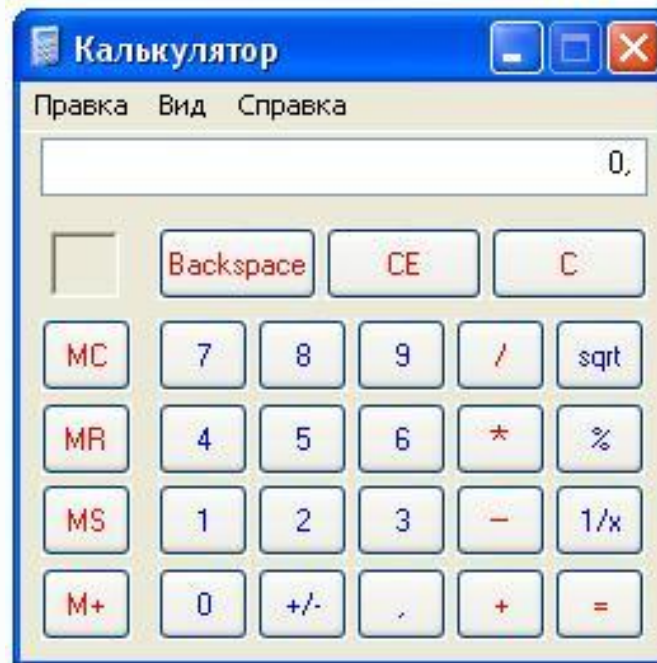 Калькулятор
Правка Вид Справка
0,
Backspace CE C
MC 7 8 9 / sqrt
MR 4 5 6 * %
MS 1 2 3 - 1/x
M+ 0 +/- , + =